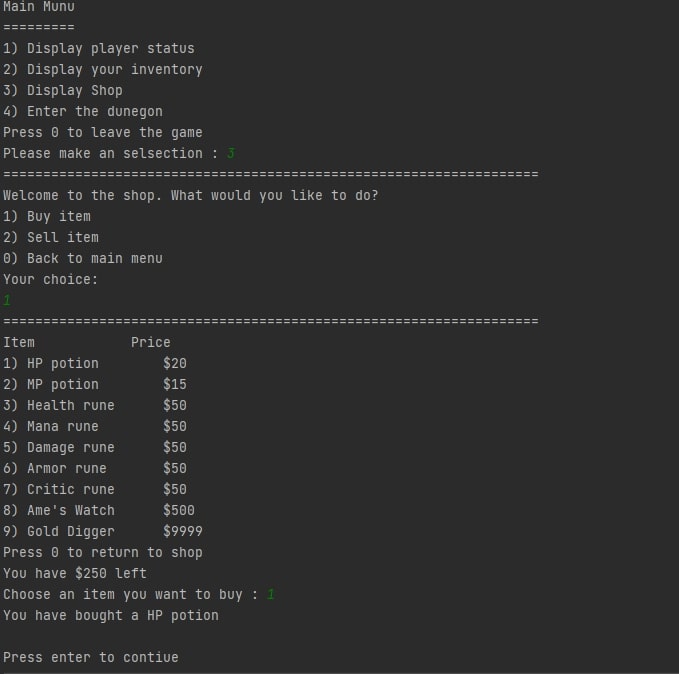 Main Munu
=========
1) Display player status
2) Display your inventory
3) Display Shop
4) Enter the dunegon
Press 0 to leave the game
Please make an selsection : 3
===================================================================
Welcome to the shop. What would you like to do?
1) Buy item
2) Sell item
0) Back to main menu
Your choice:
1
===================================================================
Item            Price
1) HP potion        $20
2) MP potion        $15
3) Health rune      $50
4) Mana rune        $50
5) Damage rune      $50
6) Armor rune       $50
7) Critic rune      $50
8) Ame's Watch      $500
9) Gold Digger      $9999
Press 0 to return to shop
You have $250 left
Choose an item you want to buy : 1
You have bought a HP potion
Press enter to contiue